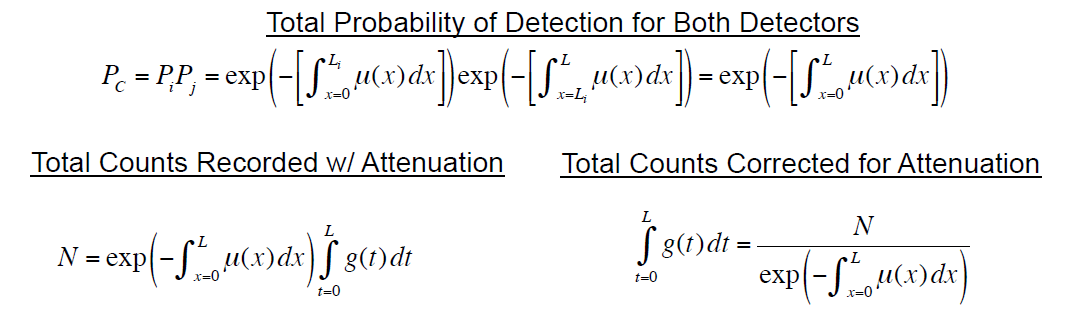 Total Probability of Detection for Both Detectors
P_C = P_i P_j = exp(−[∫_{x=0}^{L_i} μ(x)dx]) exp(−[∫_{x=L_i}^{L} μ(x)dx]) = exp(−[∫_{x=0}^{L} μ(x)dx])
Total Counts Recorded w/ Attenuation
Total Counts Corrected for Attenuation
N = exp(−∫_{x=0}^{L} μ(x)dx) ∫_{t=0}^{L} g(t)dt
∫_{t=0}^{L} g(t)dt = N / exp(−∫_{x=0}^{L} μ(x)dx)